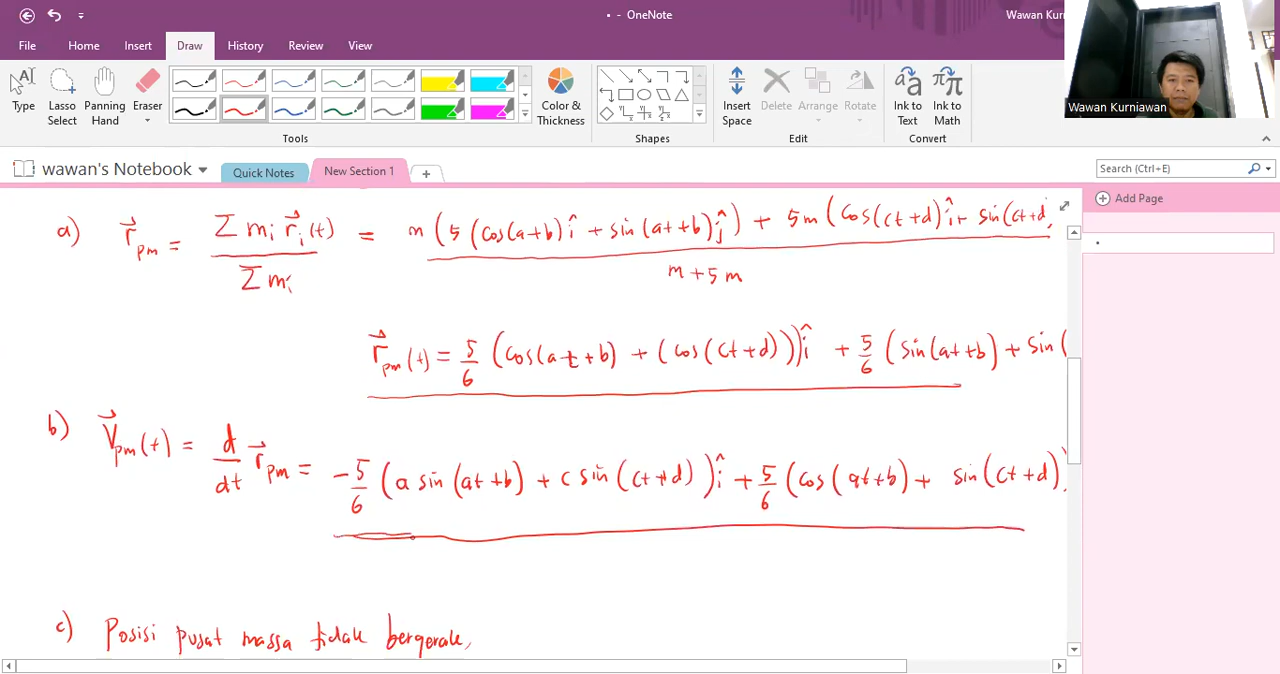 • - OneNote
Wawan Kurn
File Home Insert Draw History Review View
Wawan Kurniawan
Type Lasso Select Panning Hand Eraser
Color & Thickness
Insert Space Delete Arrange Rotate
Ink to Text Ink to Math
Tools Shapes Edit Convert
wawan's Notebook Quick Notes New Section 1 +
Search (Ctrl+E)
Add Page
a) r⃗pm = Σ mi r⃗i(t) / Σ mi = m (5 (cos(a+b)î + sin(at+b)ĵ) + 5m (cos(ct+d)î + sin(ct+d) / m + 5m
r⃗pm(t) = 5/6 (cos(at+b) + (cos(ct+d))î + 5/6 (sin(at+b) + sin(
b) V⃗pm(t) = d/dt r⃗pm = -5/6 (a sin(at+b) + c sin(ct+d))î + 5/6 (cos(at+b) + sin(ct+d)
c) Posisi pusat massa tidak bergerak,